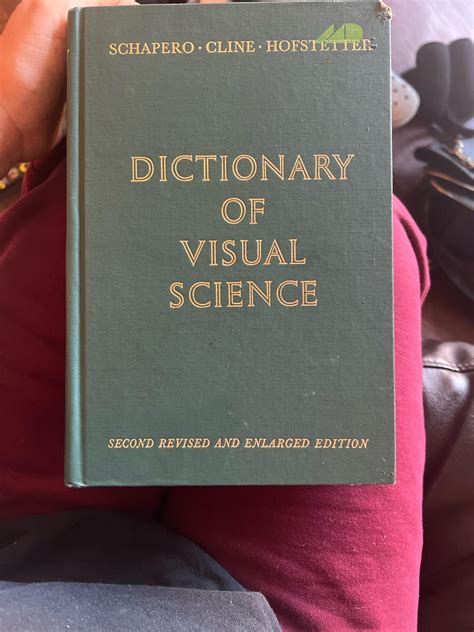 SCHAPERO · CLINE · HOFSTETTER
DICTIONARY
OF
VISUAL
SCIENCE
SECOND REVISED AND ENLARGED EDITION